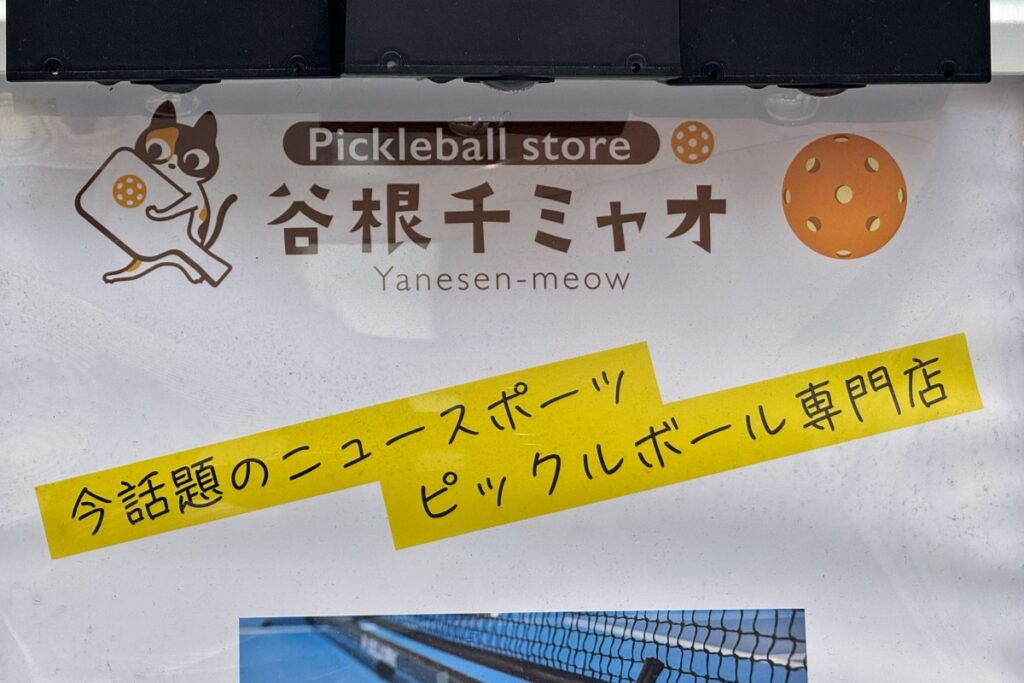 Pickleball store
谷根千ミャオ
Yanesen-meow
今話題のニュースポーツ
ピックルボール専門店